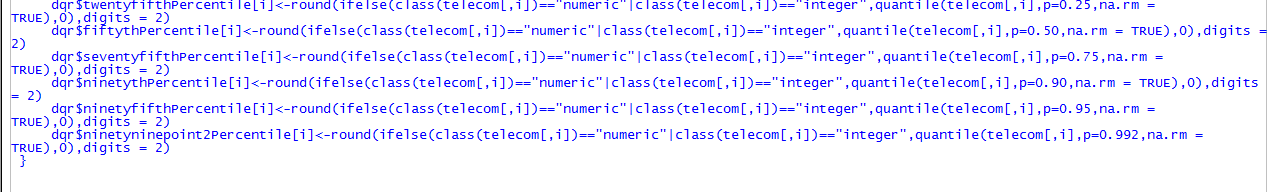 dqr$twentyfifthPercentile[i]<-round(ifelse(class(telecom[,i])=="numeric"|class(telecom[,i])=="integer",quantile(telecom[,i],p=0.25,na.rm =
TRUE),0),digits = 2)
dqr$fiftythPercentile[i]<-round(ifelse(class(telecom[,i])=="numeric"|class(telecom[,i])=="integer",quantile(telecom[,i],p=0.50,na.rm = TRUE),0),digits =
2)
dqr$seventyfifthPercentile[i]<-round(ifelse(class(telecom[,i])=="numeric"|class(telecom[,i])=="integer",quantile(telecom[,i],p=0.75,na.rm =
TRUE),0),digits = 2)
dqr$ninetythPercentile[i]<-round(ifelse(class(telecom[,i])=="numeric"|class(telecom[,i])=="integer",quantile(telecom[,i],p=0.90,na.rm = TRUE),0),digits
= 2)
dqr$ninetyfifthPercentile[i]<-round(ifelse(class(telecom[,i])=="numeric"|class(telecom[,i])=="integer",quantile(telecom[,i],p=0.95,na.rm =
TRUE),0),digits = 2)
dqr$ninetyninepoint2Percentile[i]<-round(ifelse(class(telecom[,i])=="numeric"|class(telecom[,i])=="integer",quantile(telecom[,i],p=0.992,na.rm =
TRUE),0),digits = 2)
}